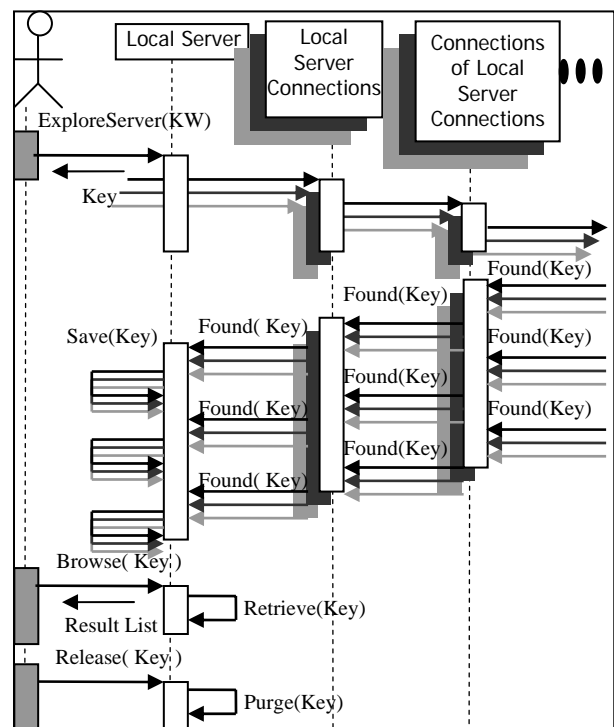 Local Server
Local
Server
Connections
Connections
of Local
Server
Connections
ExploreServer(KW)
Key
Found(Key)
Found(Key)
Save(Key)
Found( Key)
Found(Key)
Found(Key)
Found( Key)
Found(Key)
Found(Key)
Found( Key)
Browse( Key )
Result List
Retrieve(Key)
Release( Key )
Purge(Key)